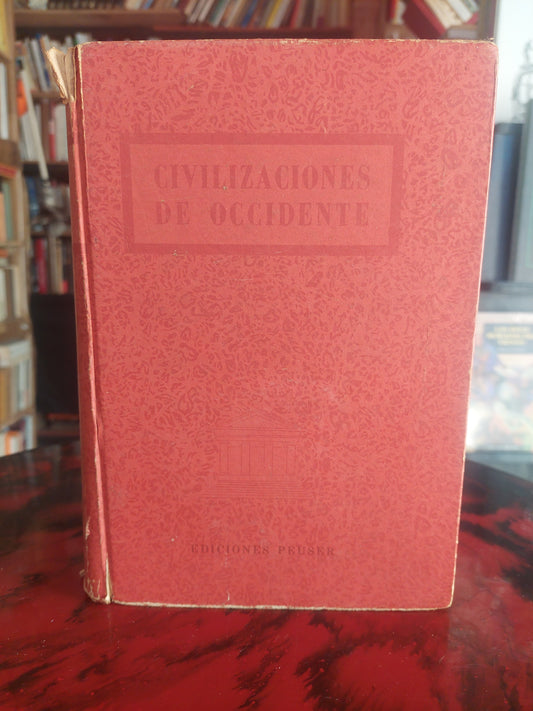 CIVILIZACIONES
DE OCCIDENTE
EDICIONES PEUSER